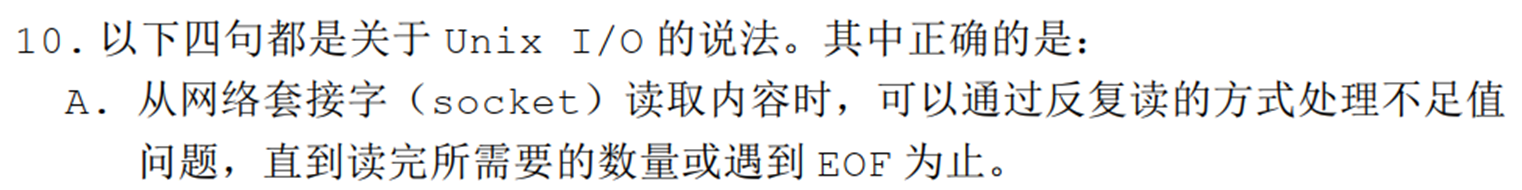 10.以下四句都是关于 Unix I/O 的说法。其中正确的是：
A. 从网络套接字（socket）读取内容时，可以通过反复读的方式处理不足值
问题，直到读完所需要的数量或遇到 EOF 为止。